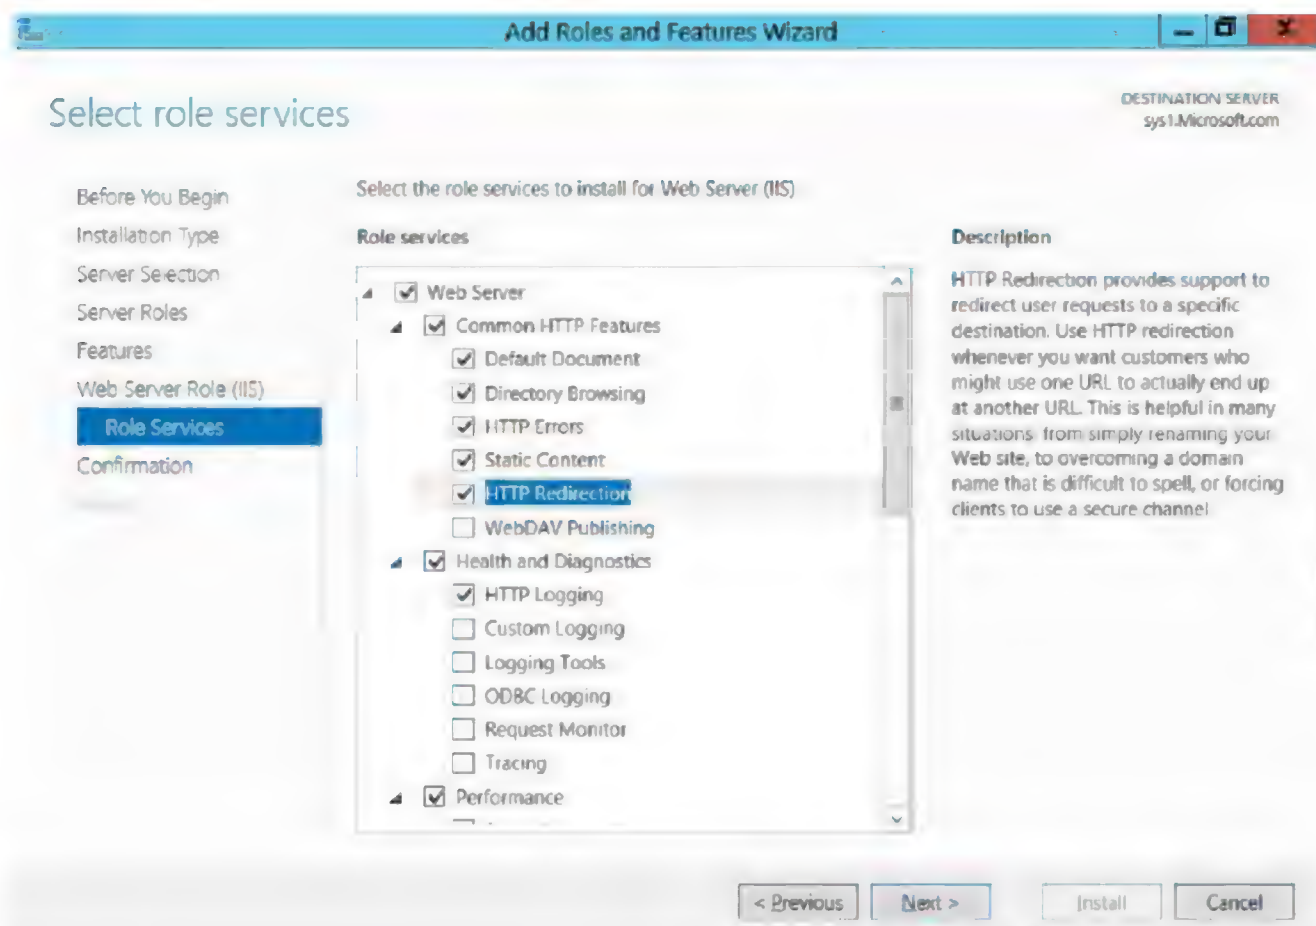 Add Roles and Features Wizard
Select role services
DESTINATION SERVER
sys1.Microsoft.com
Before You Begin
Installation Type
Server Selection
Server Roles
Features
Web Server Role (IIS)
Role Services
Confirmation
Select the role services to install for Web Server (IIS)
Role services
Web Server
Common HTTP Features
Default Document
Directory Browsing
HTTP Errors
Static Content
HTTP Redirection
WebDAV Publishing
Health and Diagnostics
HTTP Logging
Custom Logging
Logging Tools
ODBC Logging
Request Monitor
Tracing
Performance
Description
HTTP Redirection provides support to
redirect user requests to a specific
destination. Use HTTP redirection
whenever you want customers who
might use one URL to actually end up
at another URL. This is helpful in many
situations, from simply renaming your
Web site, to overcoming a domain
name that is difficult to spell, or forcing
clients to use a secure channel
< Previous
Next >
Install
Cancel